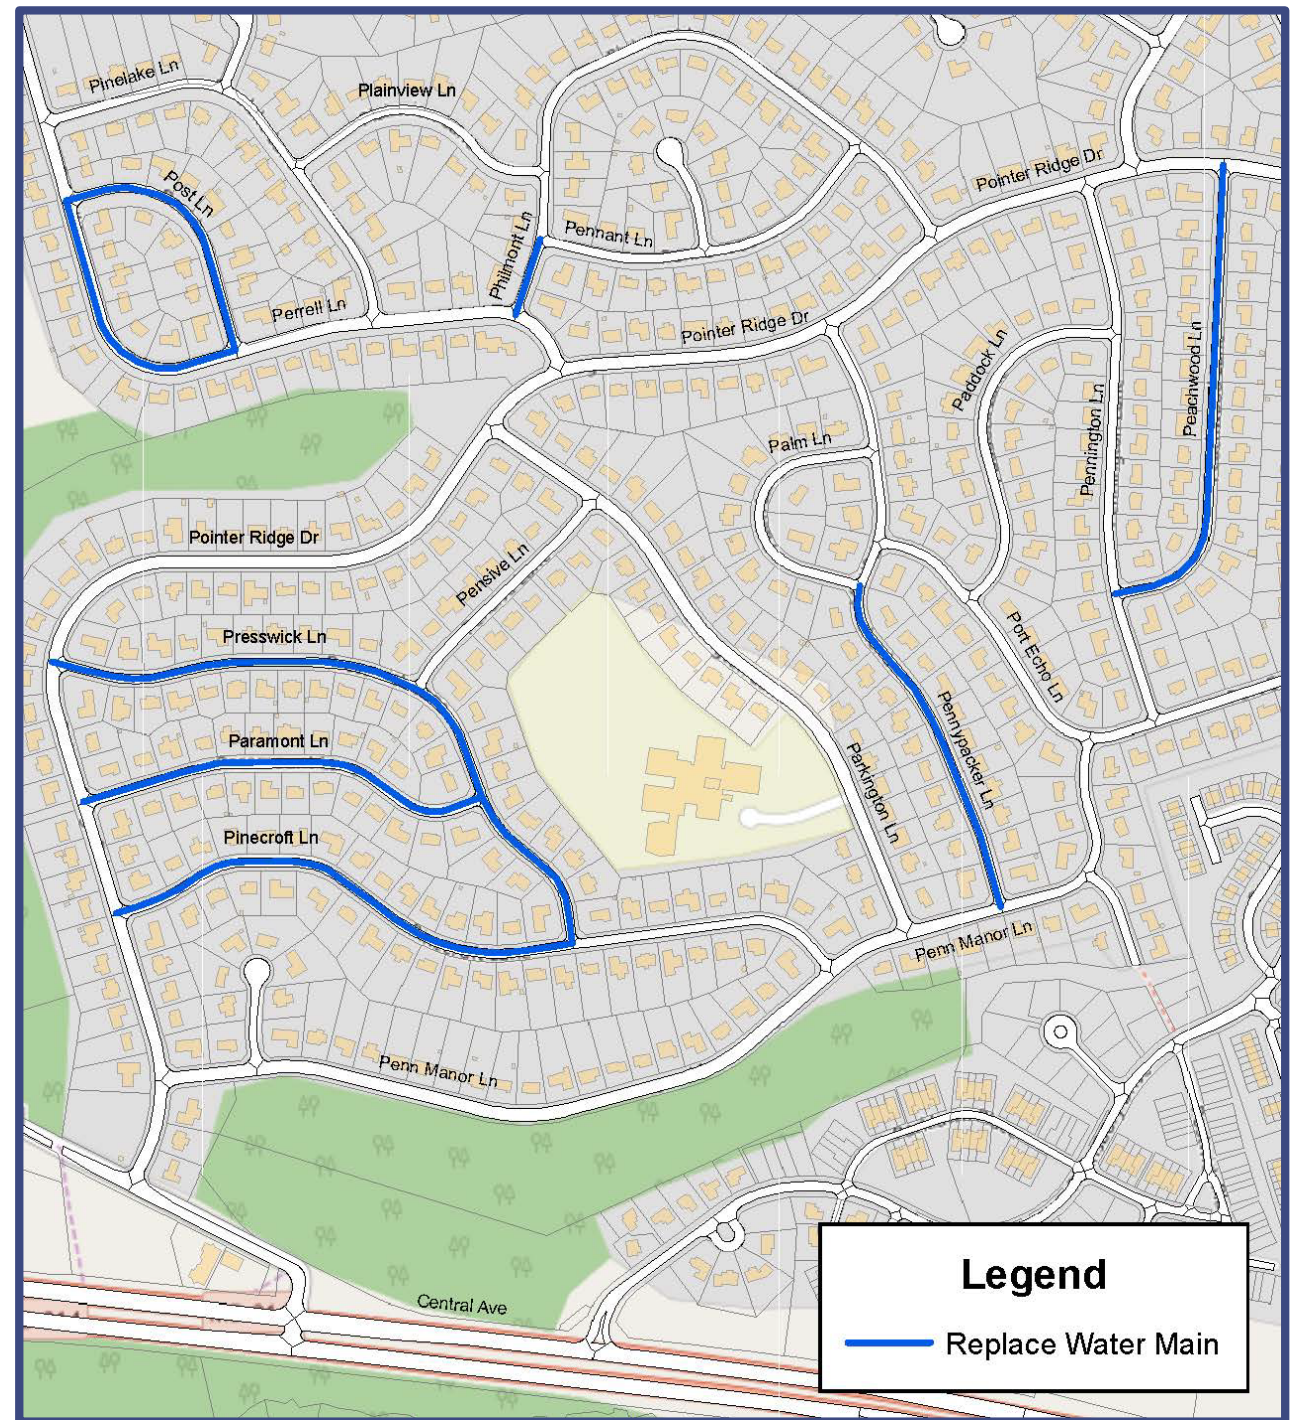 Pinelake Ln
Plainview Ln
Post Ln
Pointer Ridge Dr
Philmont Ln
Pennant Ln
Perrell Ln
Pointer Ridge Dr
Paddock Ln
Peachwood Ln
Pennington Ln
Palm Ln
Pointer Ridge Dr
Pensive Ln
Presswick Ln
Port Echo Ln
Pennypacker Ln
Paramont Ln
Parkington Ln
Pinecroft Ln
Penn Manor Ln
Penn Manor Ln
Central Ave
Legend
Replace Water Main